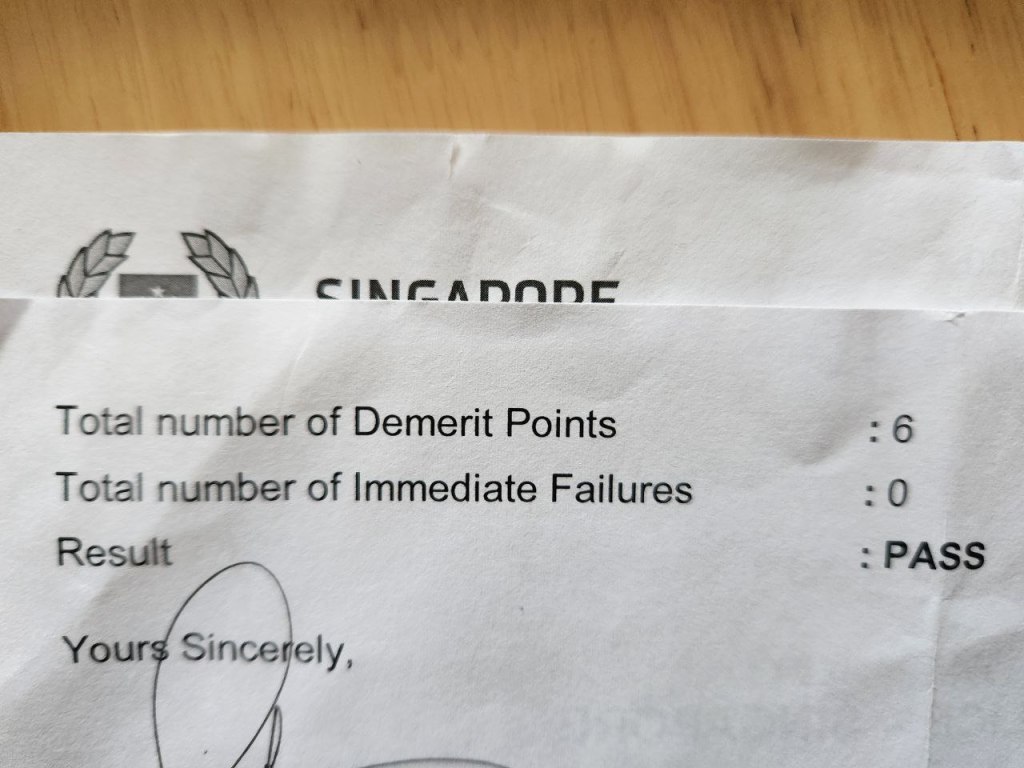 SINGAPORE
Total number of Demerit Points : 6
Total number of Immediate Failures : 0
Result : PASS
Yours Sincerely,